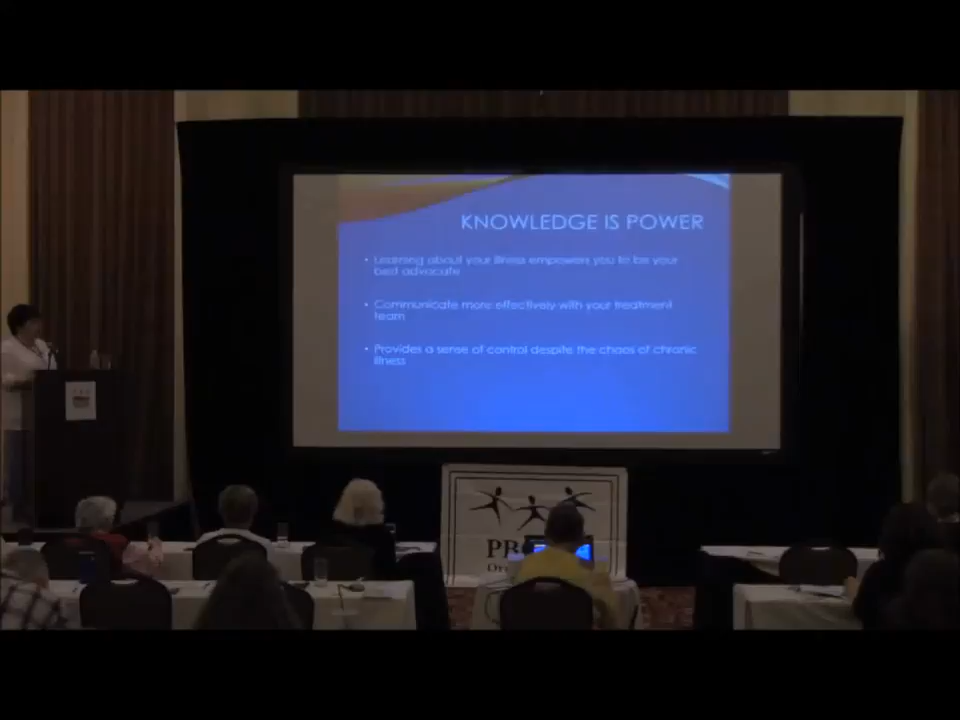 KNOWLEDGE IS POWER
• Learning about your illness empowers you to be your
best advocate
• Communicate more effectively with your treatment
team
• Provides a sense of control despite the chaos of chronic
illness